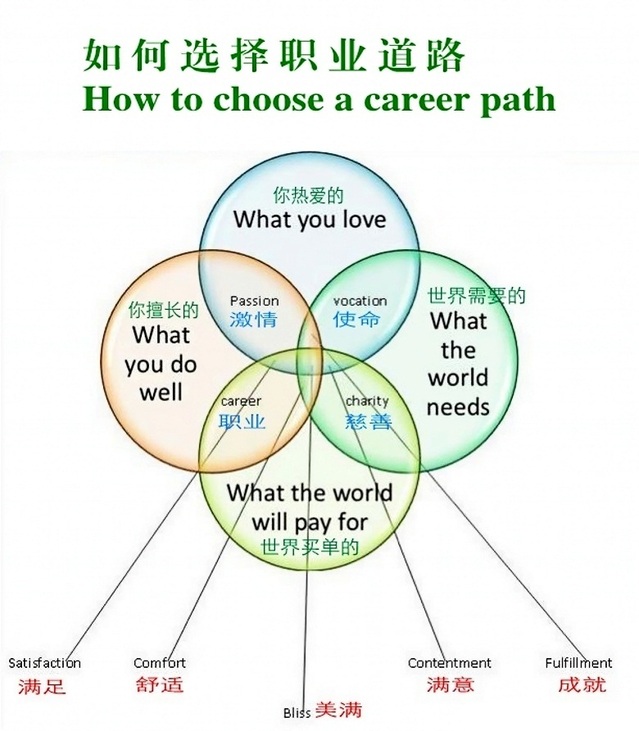 如何选择职业道路
How to choose a career path
你热爱的
What you love
你擅长的
What
you do
well
世界需要的
What
the
world
needs
Passion
激情
vocation
使命
career
职业
charity
慈善
What the world
will pay for
世界买单的
Satisfaction
满足
Comfort
舒适
Bliss 美满
Contentment
满意
Fulfillment
成就